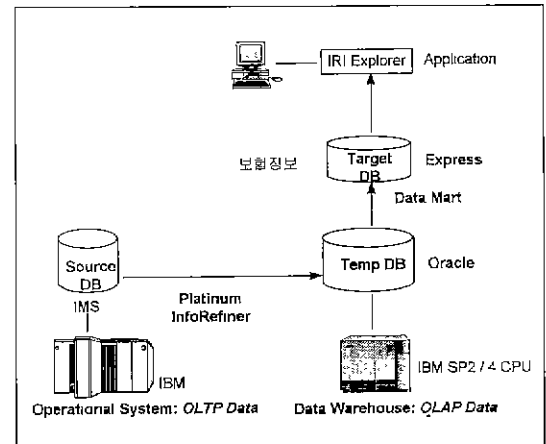 IRI Explorer Application
보험정보
Target DB
Express
Data Mart
Source DB
IMS
Platinum InfoRefiner
Temp DB
Oracle
IBM
IBM SP2 / 4 CPU
Operational System: OLTP Data
Data Warehouse: OLAP Data